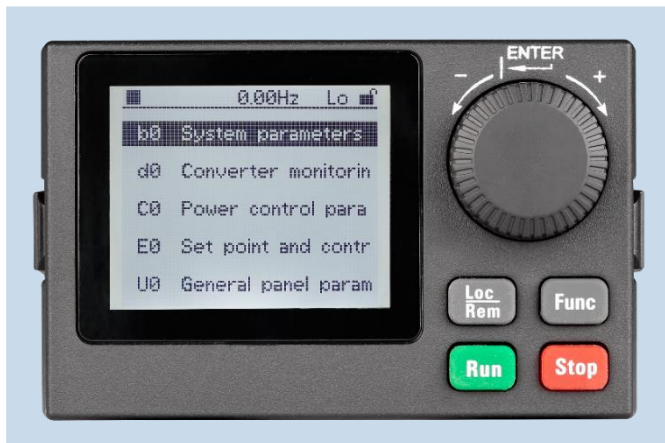 0.00Hz Lo
b0 System parameters
d0 Converter monitorin
C0 Power control para
E0 Set point and contr
U0 General panel param
ENTER
- +
Loc
Rem
Func
Run
Stop